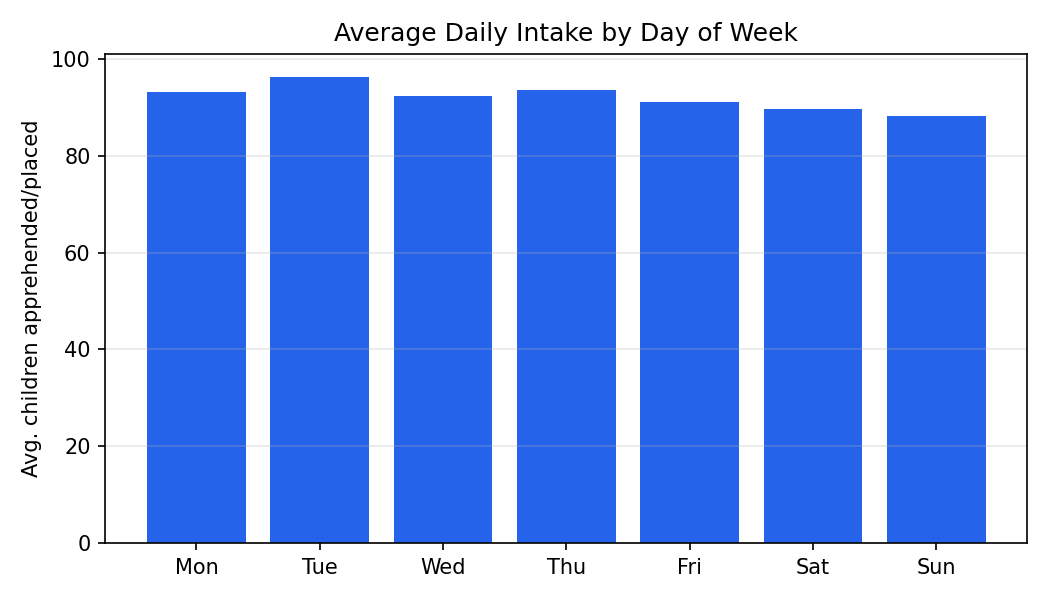 Average Daily Intake by Day of Week
Avg. children apprehended/placed
100
80
60
40
20
0
Mon Tue Wed Thu Fri Sat Sun